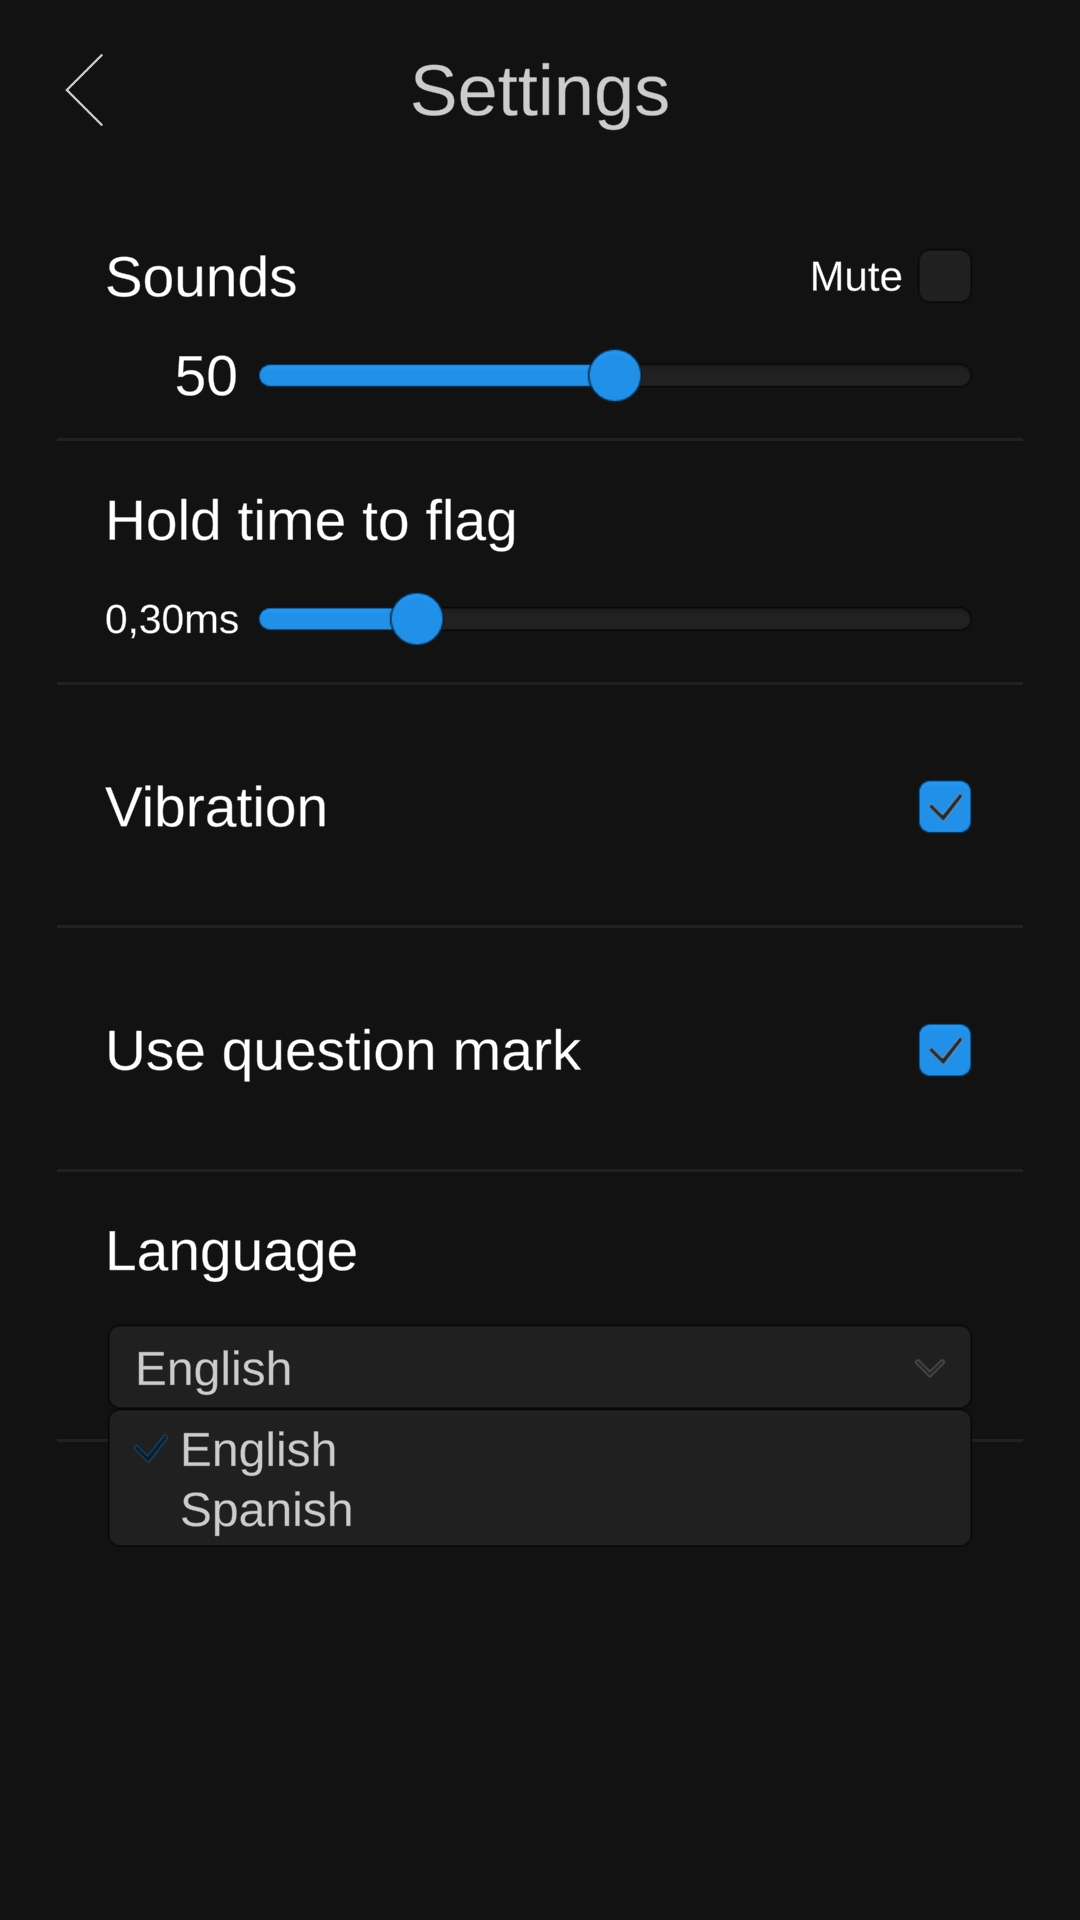 Settings
Sounds
Mute
50
Hold time to flag
0,30ms
Vibration
Use question mark
Language
English
English
Spanish